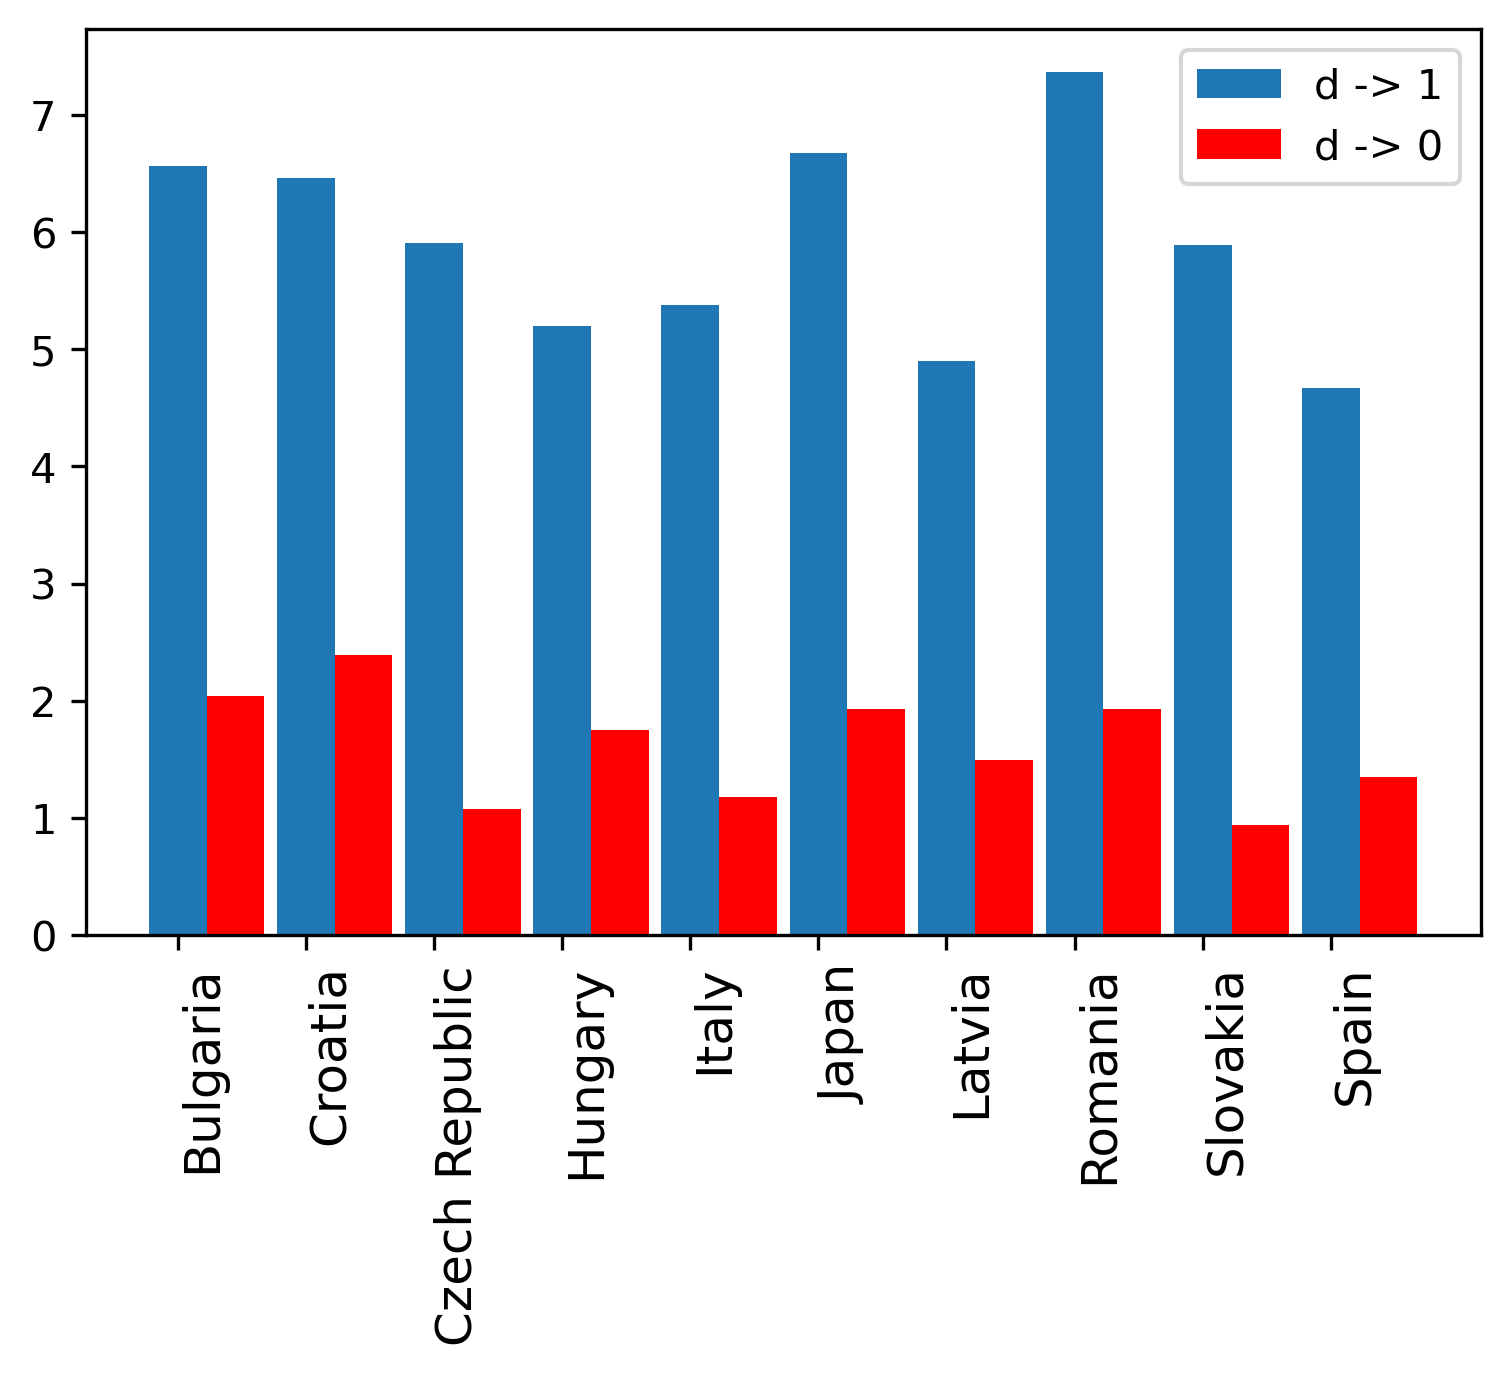 7
6
5
4
3
2
1
0
d -> 1
d -> 0
Bulgaria
Croatia
Czech Republic
Hungary
Italy
Japan
Latvia
Romania
Slovakia
Spain